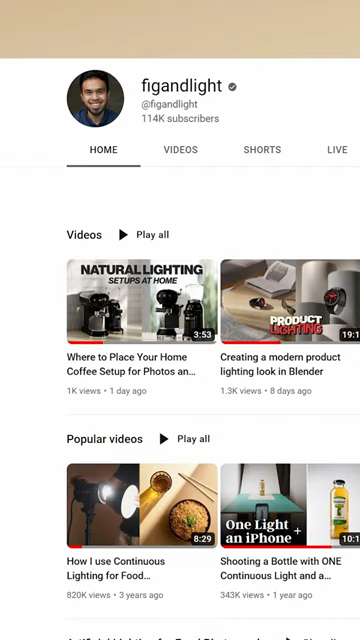 figandlight
@figandlight
114K subscribers
HOME VIDEOS SHORTS LIVE
Videos Play all
NATURAL LIGHTING
SETUPS AT HOME
3:53
PRODUCT
LIGHTING
19:1
Where to Place Your Home
Coffee Setup for Photos an...
1K views • 1 day ago
Creating a modern product
lighting look in Blender
1.3K views • 8 days ago
Popular videos Play all
8:29
One Light
an iPhone +
10:1
How I use Continuous
Lighting for Food...
820K views • 3 years ago
Shooting a Bottle with ONE
Continuous Light and a...
343K views • 1 year ago